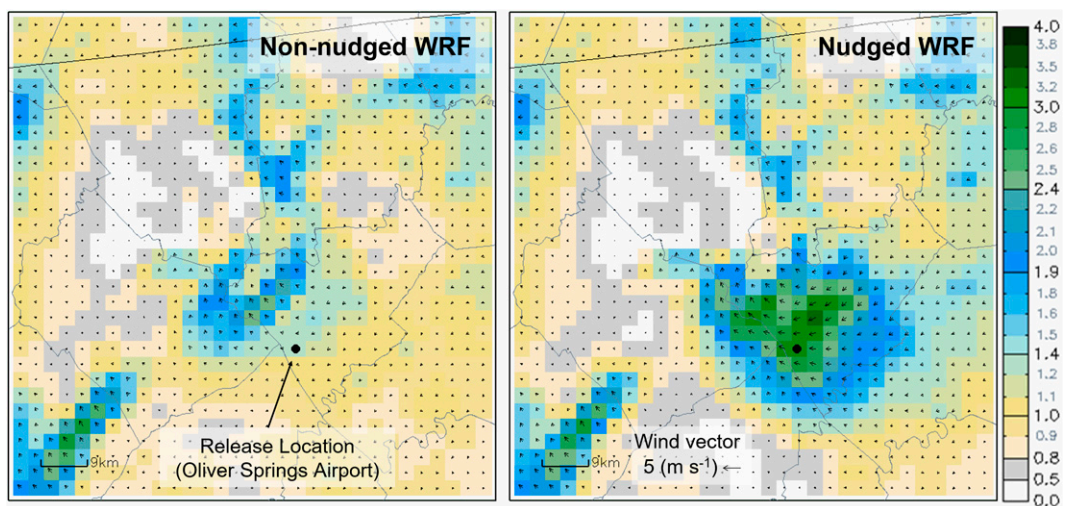 Non-nudged WRF
Release Location
(Oliver Springs Airport)
9km
Nudged WRF
Wind vector
5 (m s⁻¹) ←
9km
4.0
3.8
3.5
3.2
3.0
2.8
2.6
2.4
2.2
2.1
2.0
1.9
1.8
1.6
1.5
1.4
1.2
1.1
1.0
0.9
0.8
0.5
0.0